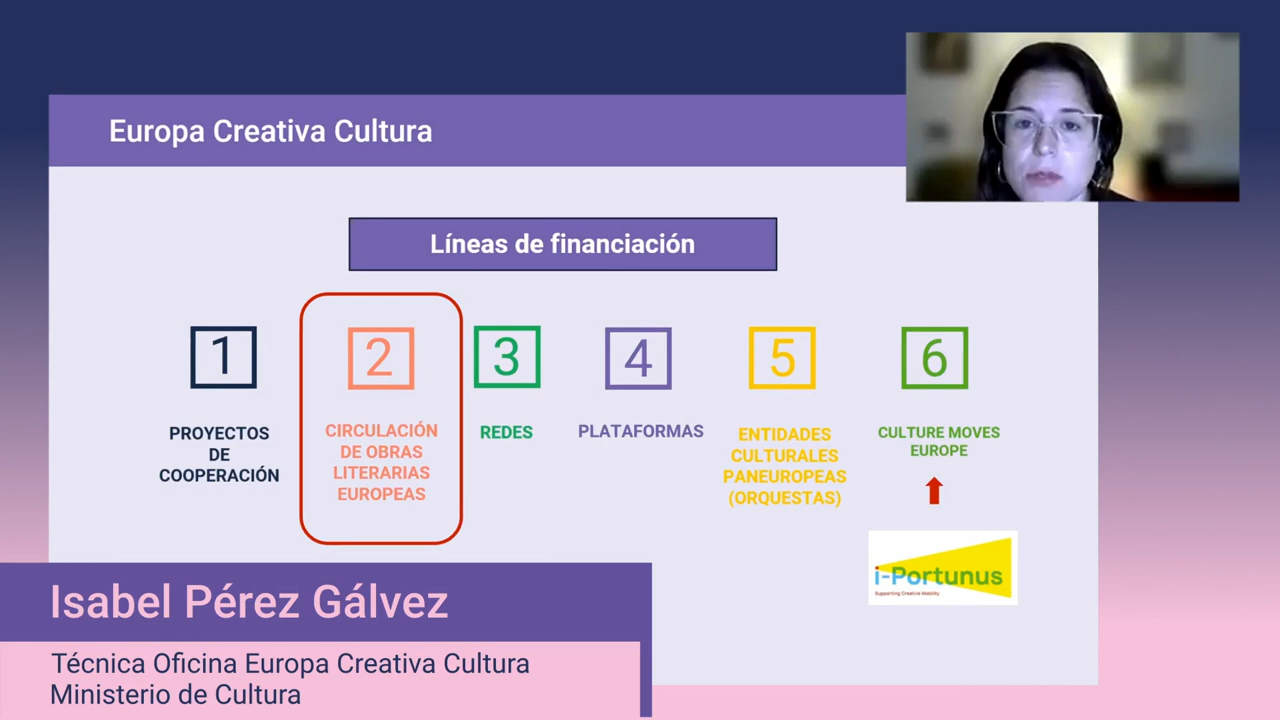 Europa Creativa Cultura
Líneas de financiación
1
PROYECTOS
DE
COOPERACIÓN
2
CIRCULACIÓN
DE OBRAS
LITERARIAS
EUROPEAS
3
REDES
4
PLATAFORMAS
5
ENTIDADES
CULTURALES
PANEUROPEAS
(ORQUESTAS)
6
CULTURE MOVES
EUROPE
i-Portunus
Supporting Creative Mobility
Isabel Pérez Gálvez
Técnica Oficina Europa Creativa Cultura
Ministerio de Cultura